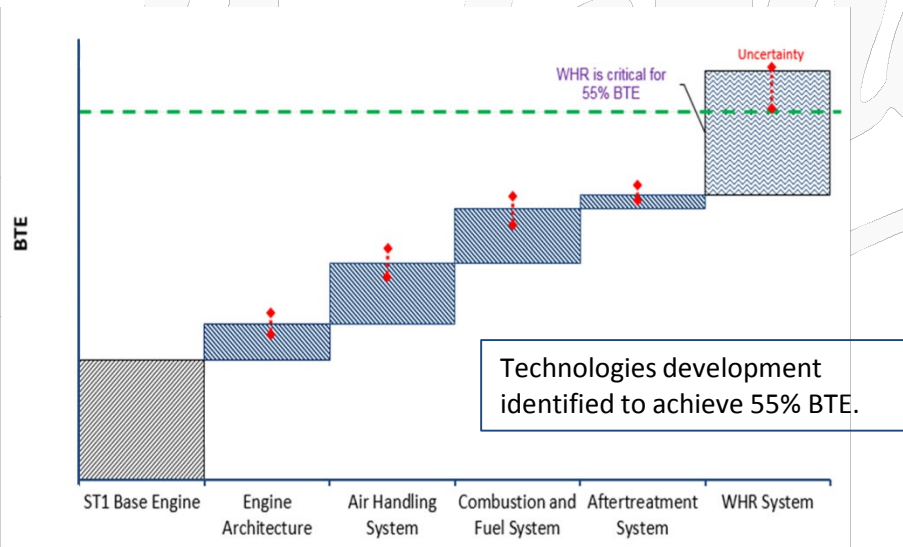 Uncertainty
WHR is critical for
55% BTE
BTE
Technologies development
identified to achieve 55% BTE.
ST1 Base Engine
Engine
Architecture
Air Handling
System
Combustion and
Fuel System
Aftertreatment
System
WHR System